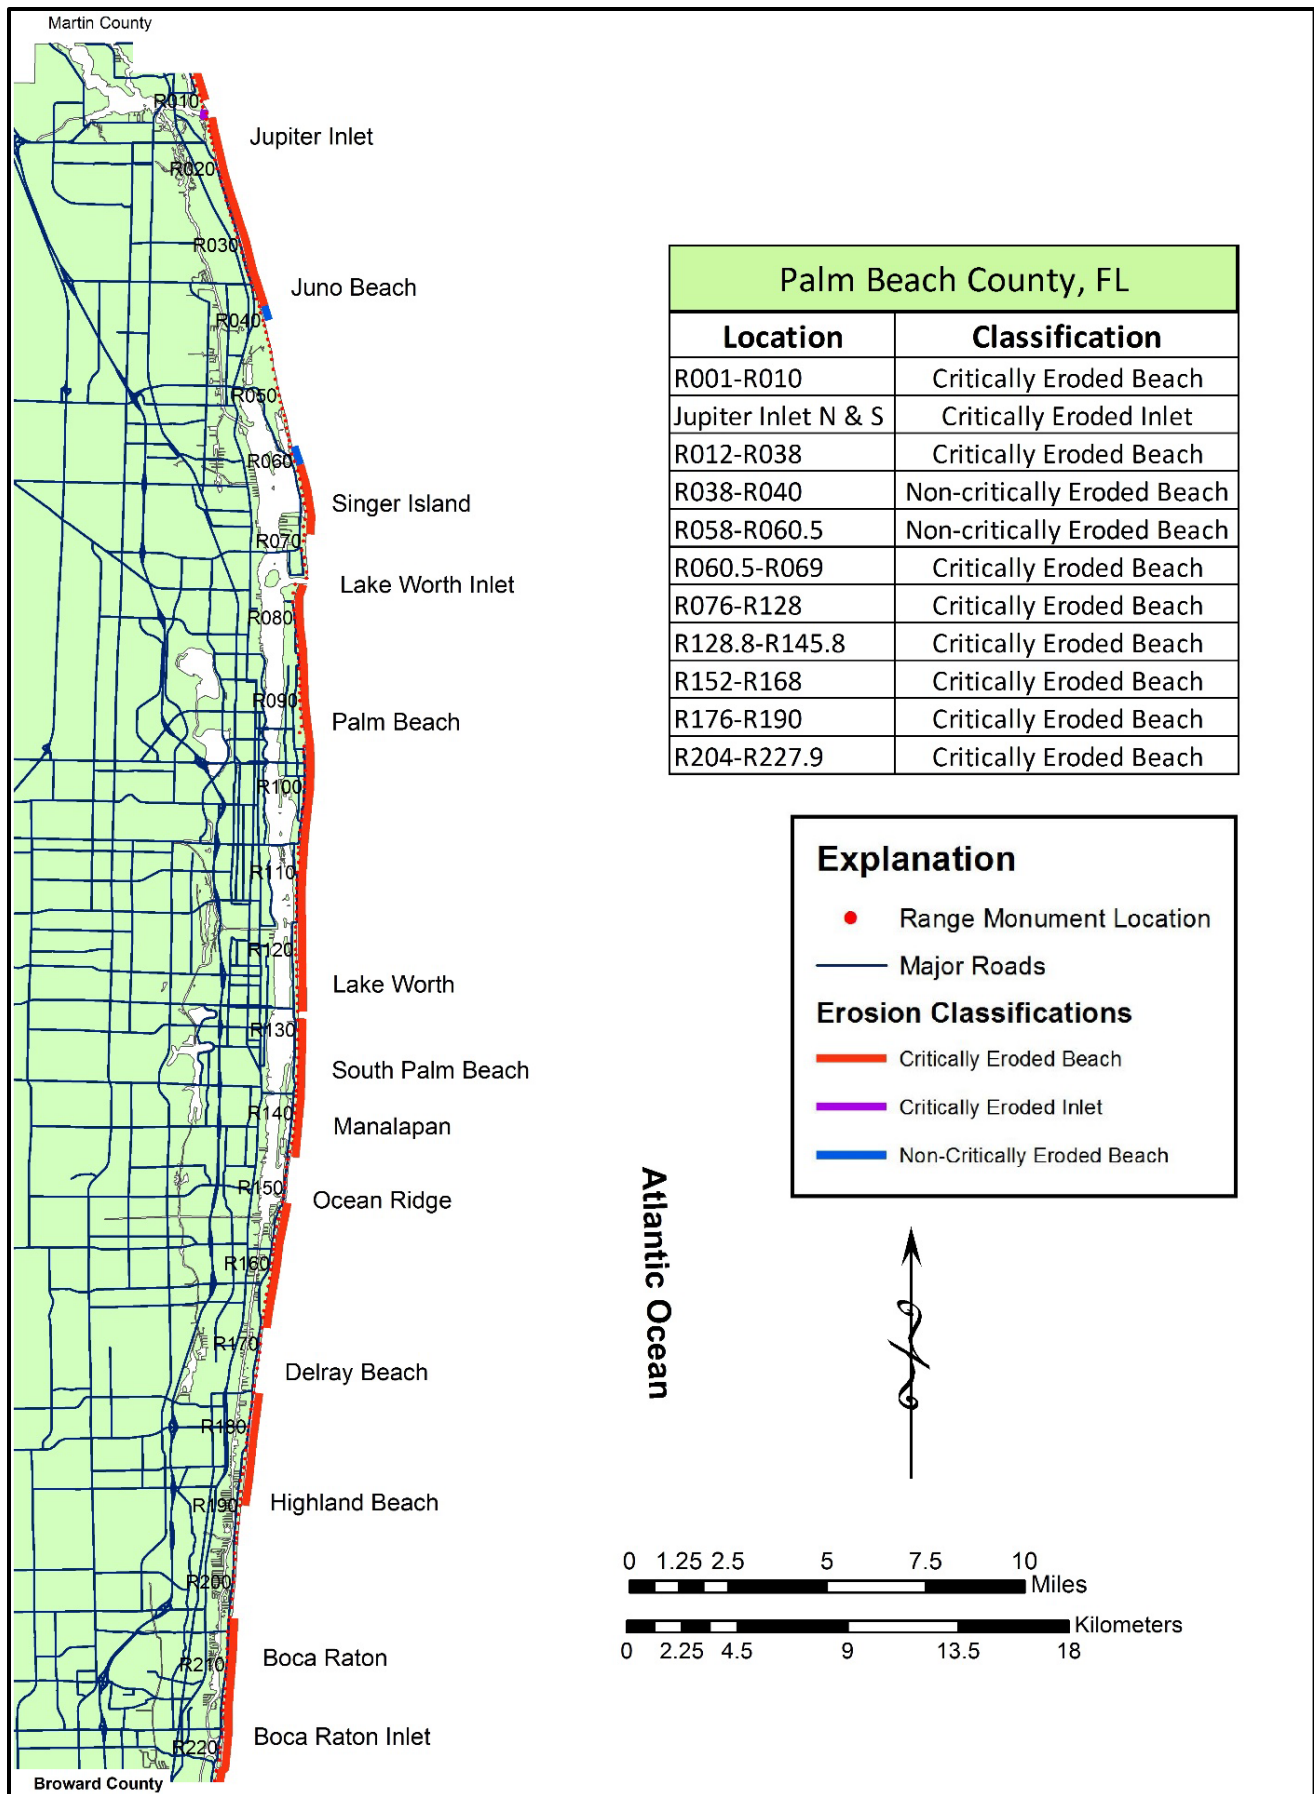 Martin County
R010
Jupiter Inlet
R020
R030
Juno Beach
R040
R050
R060
Singer Island
R070
Lake Worth Inlet
R080
R090
Palm Beach
R100
R110
R120
Lake Worth
R130
South Palm Beach
R140
Manalapan
R150
Ocean Ridge
R160
R170
Delray Beach
R180
R190
Highland Beach
R200
Boca Raton
R210
Boca Raton Inlet
R220
Broward County
Palm Beach County, FL
Location Classification
R001-R010 Critically Eroded Beach
Jupiter Inlet N & S Critically Eroded Inlet
R012-R038 Critically Eroded Beach
R038-R040 Non-critically Eroded Beach
R058-R060.5 Non-critically Eroded Beach
R060.5-R069 Critically Eroded Beach
R076-R128 Critically Eroded Beach
R128.8-R145.8 Critically Eroded Beach
R152-R168 Critically Eroded Beach
R176-R190 Critically Eroded Beach
R204-R227.9 Critically Eroded Beach
Explanation
Range Monument Location
Major Roads
Erosion Classifications
Critically Eroded Beach
Critically Eroded Inlet
Non-Critically Eroded Beach
Atlantic Ocean
0 1.25 2.5 5 7.5 10
Miles
Kilometers
0 2.25 4.5 9 13.5 18